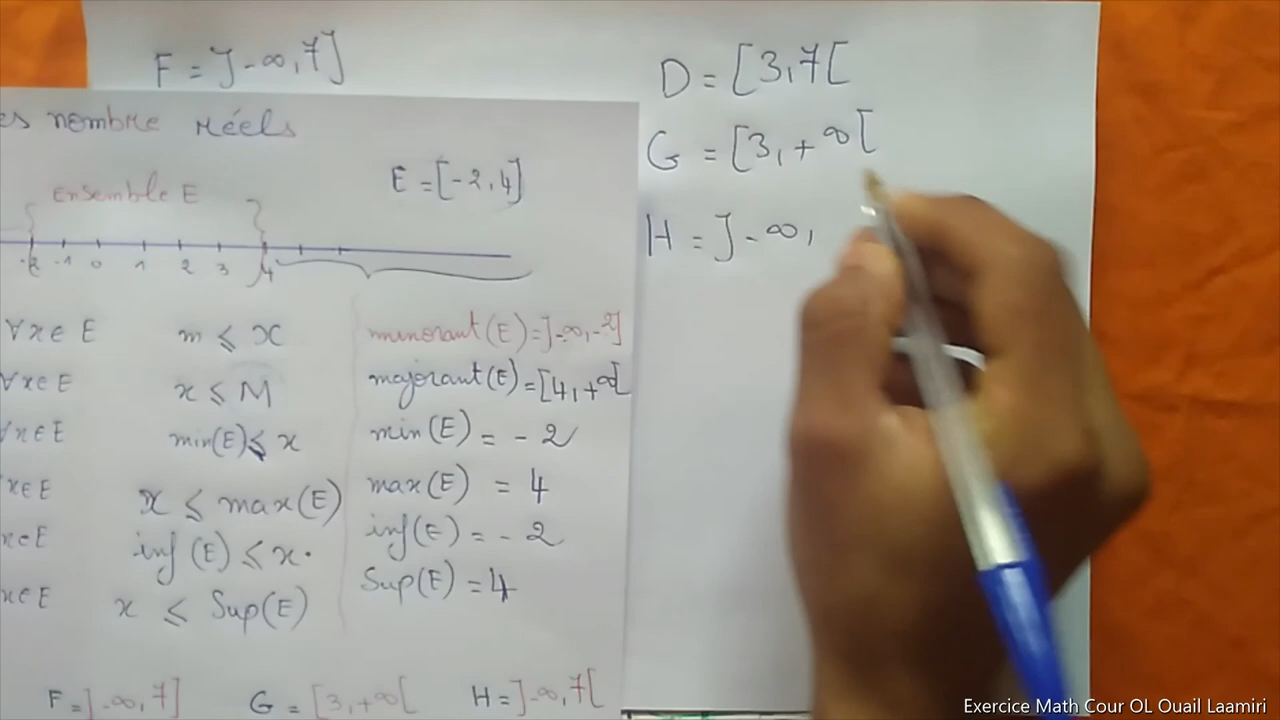 F = ]-∞, 7]
D = [3, 7[
G = [3, +∞[
H = ]-∞,
es nombre réels
ensemble E
E = [-2, 4]
-2 -1 0 1 2 3 4
∀x∈E m ≤ x minorant(E)=]-∞,-2]
∀x∈E x ≤ M majorant(E)=[4,+∞[
∀x∈E min(E) ≤ x min(E) = -2
x∈E x ≤ max(E) max(E) = 4
x∈E inf(E) ≤ x. inf(E) = -2
x∈E x ≤ Sup(E) Sup(E) = 4
F = ]-∞, 7] G = [3, +∞[ H = ]-∞, 7[
Exercice Math Cour OL Ouail Laamiri